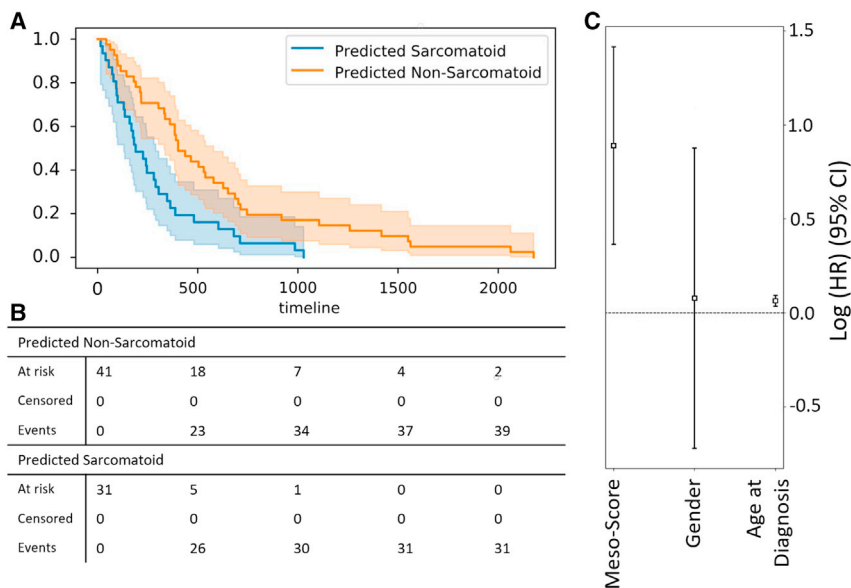 A
1.0
0.8
0.6
0.4
0.2
0.0
Predicted Sarcomatoid
Predicted Non-Sarcomatoid
0 500 1000 1500 2000
timeline
B
Predicted Non-Sarcomatoid
At risk 41 18 7 4 2
Censored 0 0 0 0 0
Events 0 23 34 37 39
Predicted Sarcomatoid
At risk 31 5 1 0 0
Censored 0 0 0 0 0
Events 0 26 30 31 31
C
1.5
1.0
0.5
0.0
-0.5
Log (HR) (95% CI)
Meso-Score
Gender
Age at
Diagnosis